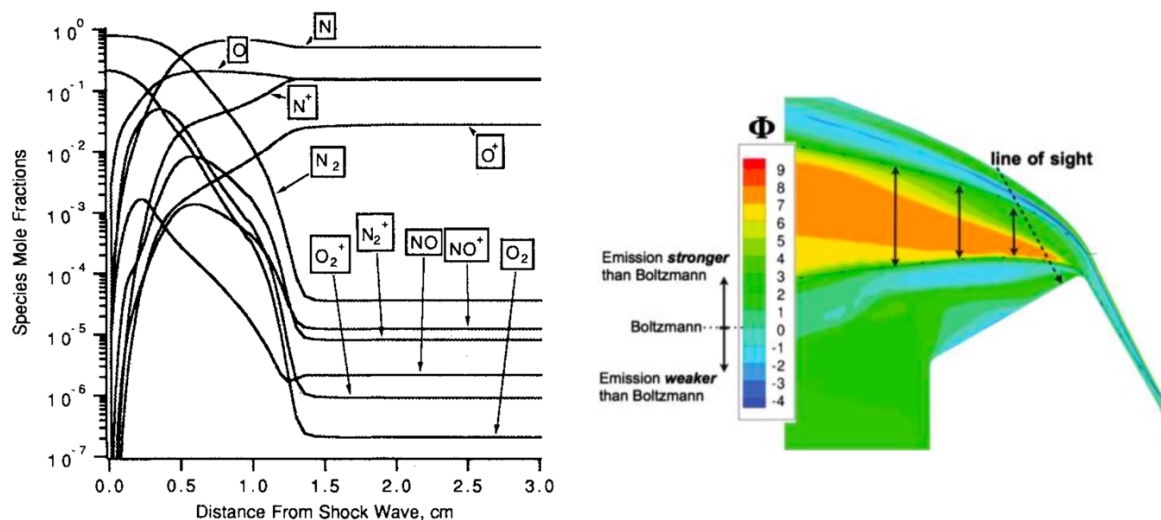 Species Mole Fractions
10⁰
10⁻¹
10⁻²
10⁻³
10⁻⁴
10⁻⁵
10⁻⁶
10⁻⁷
N
O
N⁺
O⁺
N₂
O₂⁺
N₂⁺
NO
NO⁺
O₂
0.0 0.5 1.0 1.5 2.0 2.5 3.0
Distance From Shock Wave, cm
Φ
9
8
7
6
5
4
3
2
1
0
-1
-2
-3
-4
line of sight
Emission stronger
than Boltzmann
Boltzmann
Emission weaker
than Boltzmann